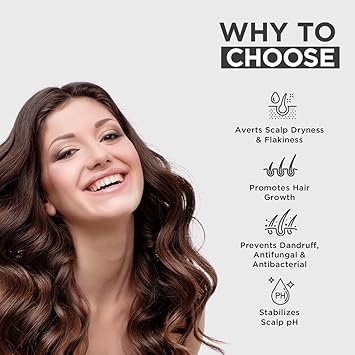 WHY TO
CHOOSE
Averts Scalp Dryness
& Flakiness
Promotes Hair
Growth
Prevents Dandruff,
Antifungal &
Antibacterial
PH
Stabilizes
Scalp pH